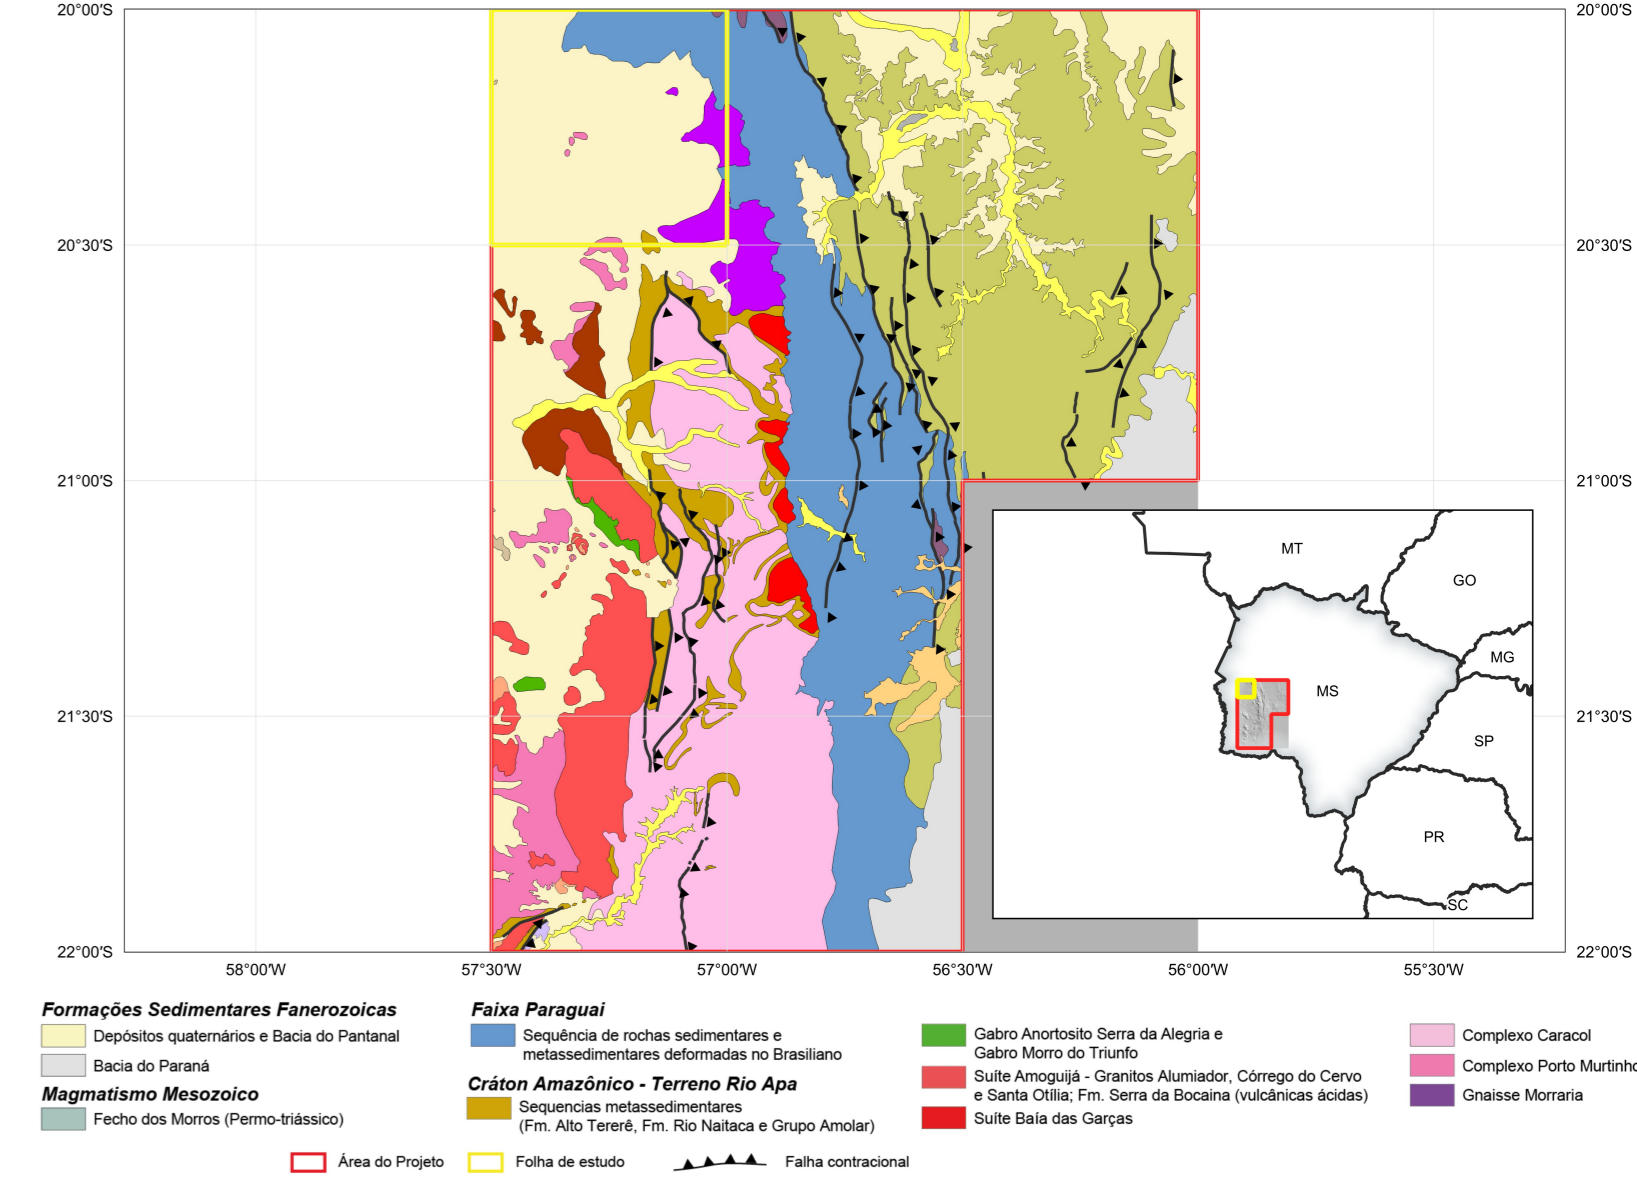 20°00'S
20°00'S
20°30'S
20°30'S
21°00'S
21°00'S
21°30'S
21°30'S
22°00'S
22°00'S
MT
GO
MG
MS
SP
PR
SC
58°00'W
57°30'W
57°00'W
56°30'W
56°00'W
55°30'W
Formações Sedimentares Fanerozoicas
Depósitos quaternários e Bacia do Pantanal
Bacia do Paraná
Magmatismo Mesozoico
Fecho dos Morros (Permo-triássico)
Faixa Paraguai
Sequência de rochas sedimentares e
metassedimentares deformadas no Brasiliano
Cráton Amazônico - Terreno Rio Apa
Sequencias metassedimentares
(Fm. Alto Tererê, Fm. Rio Naitaca e Grupo Amolar)
Gabro Anortosito Serra da Alegria e
Gabro Morro do Triunfo
Suíte Amoguijá - Granitos Alumiador, Córrego do Cervo
e Santa Otília; Fm. Serra da Bocaina (vulcânicas ácidas)
Suíte Baía das Garças
Complexo Caracol
Complexo Porto Murtinho
Gnaisse Morraria
Área do Projeto
Folha de estudo
Falha contracional